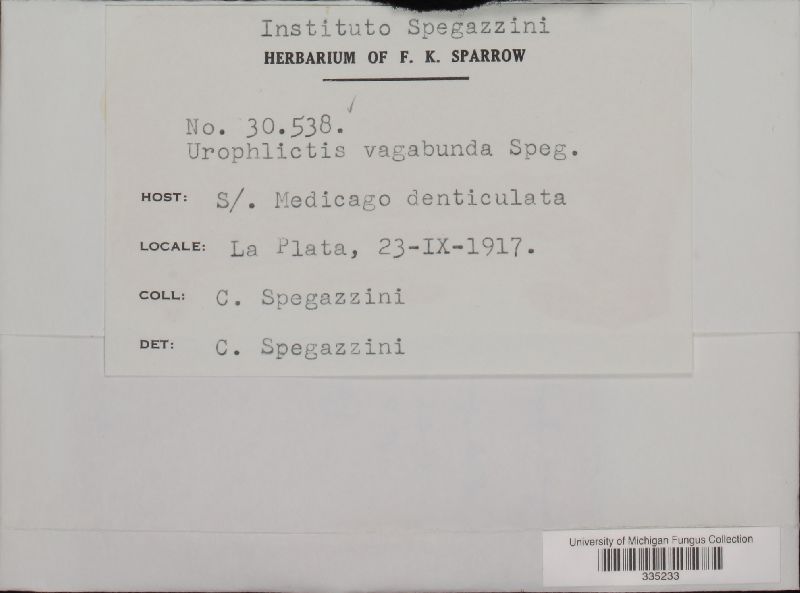 Instituto Spegazzini
HERBARIUM OF F. K. SPARROW
No. 30.538.
Urophlictis vagabunda Speg.
HOST: S/. Medicago denticulata
LOCALE: La Plata, 23-IX-1917.
COLL: C. Spegazzini
DET: C. Spegazzini
University of Michigan Fungus Collection
335233